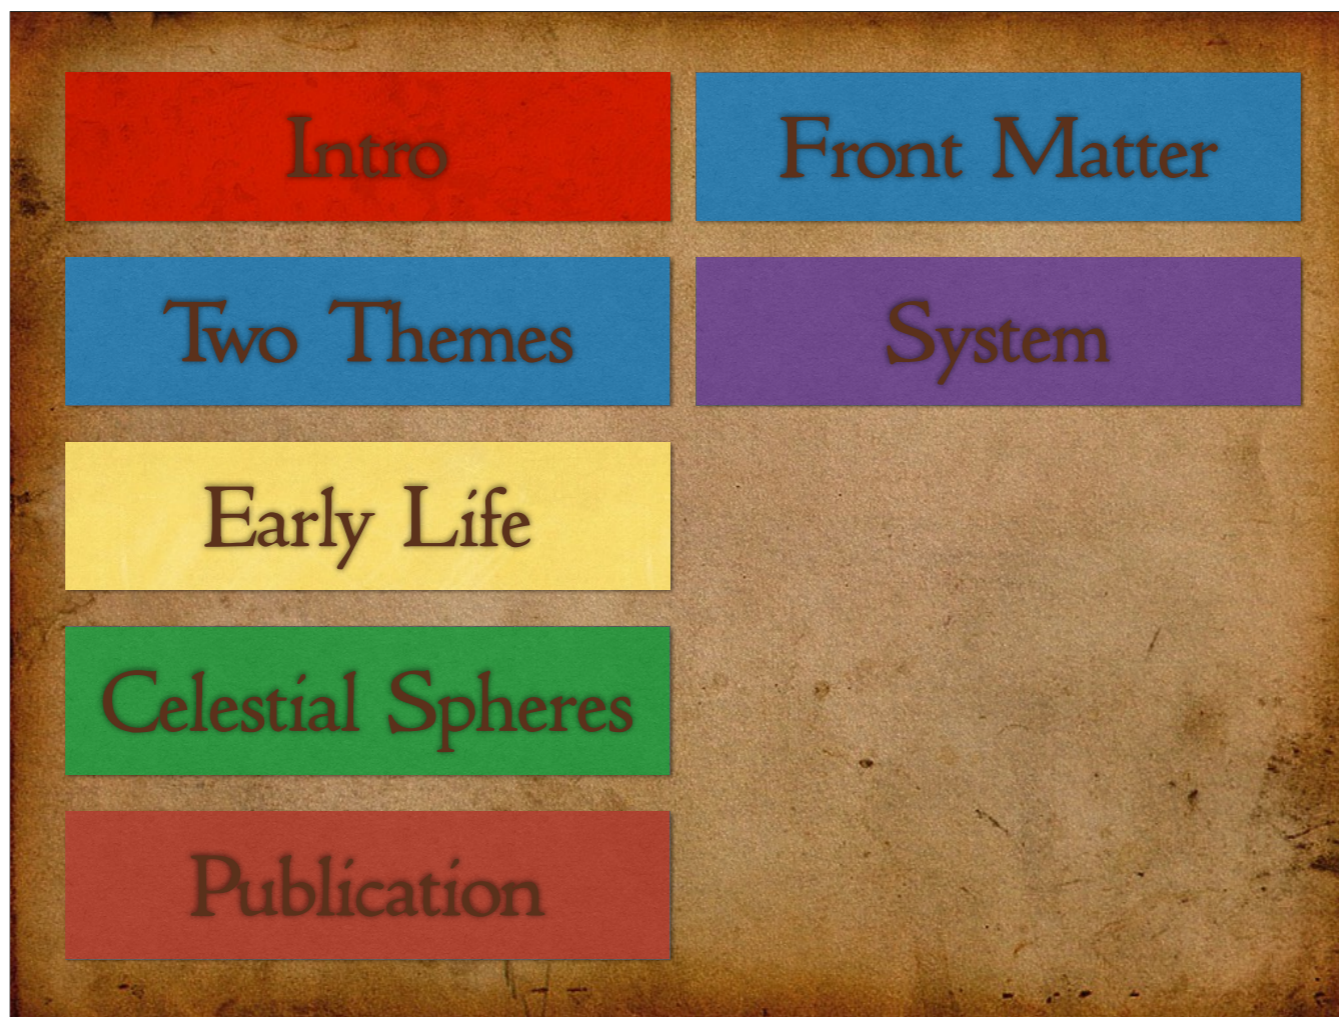 Intro
Two Themes
Early Life
Celestial Spheres
Publication
Front Matter
System